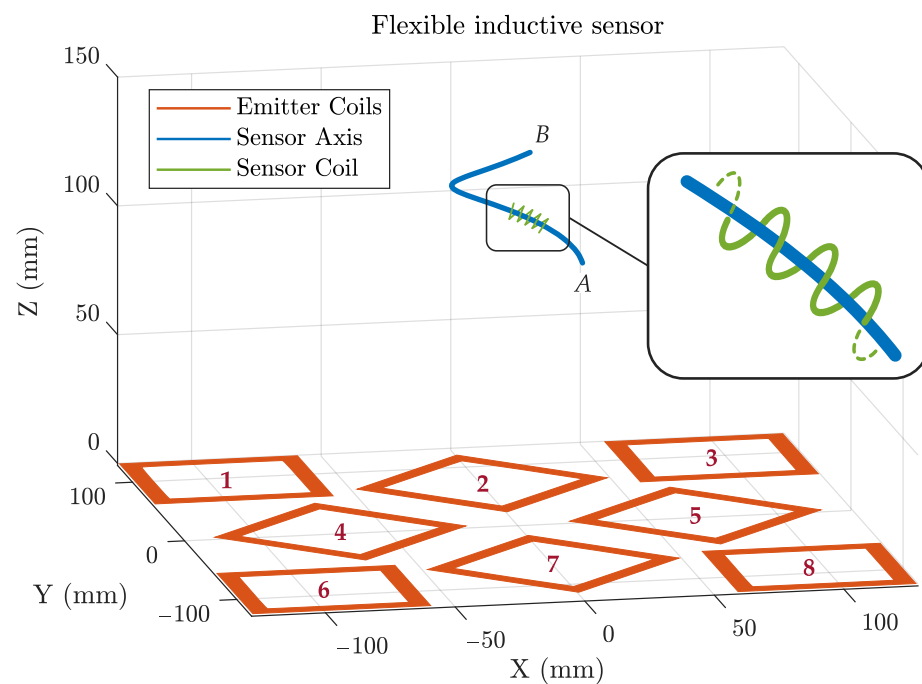 Flexible inductive sensor
150
100
50
0
Z (mm)
Emitter Coils
Sensor Axis
Sensor Coil
B
A
1
2
3
4
5
6
7
8
100
0
−100
Y (mm)
−100
−50
0
50
100
X (mm)